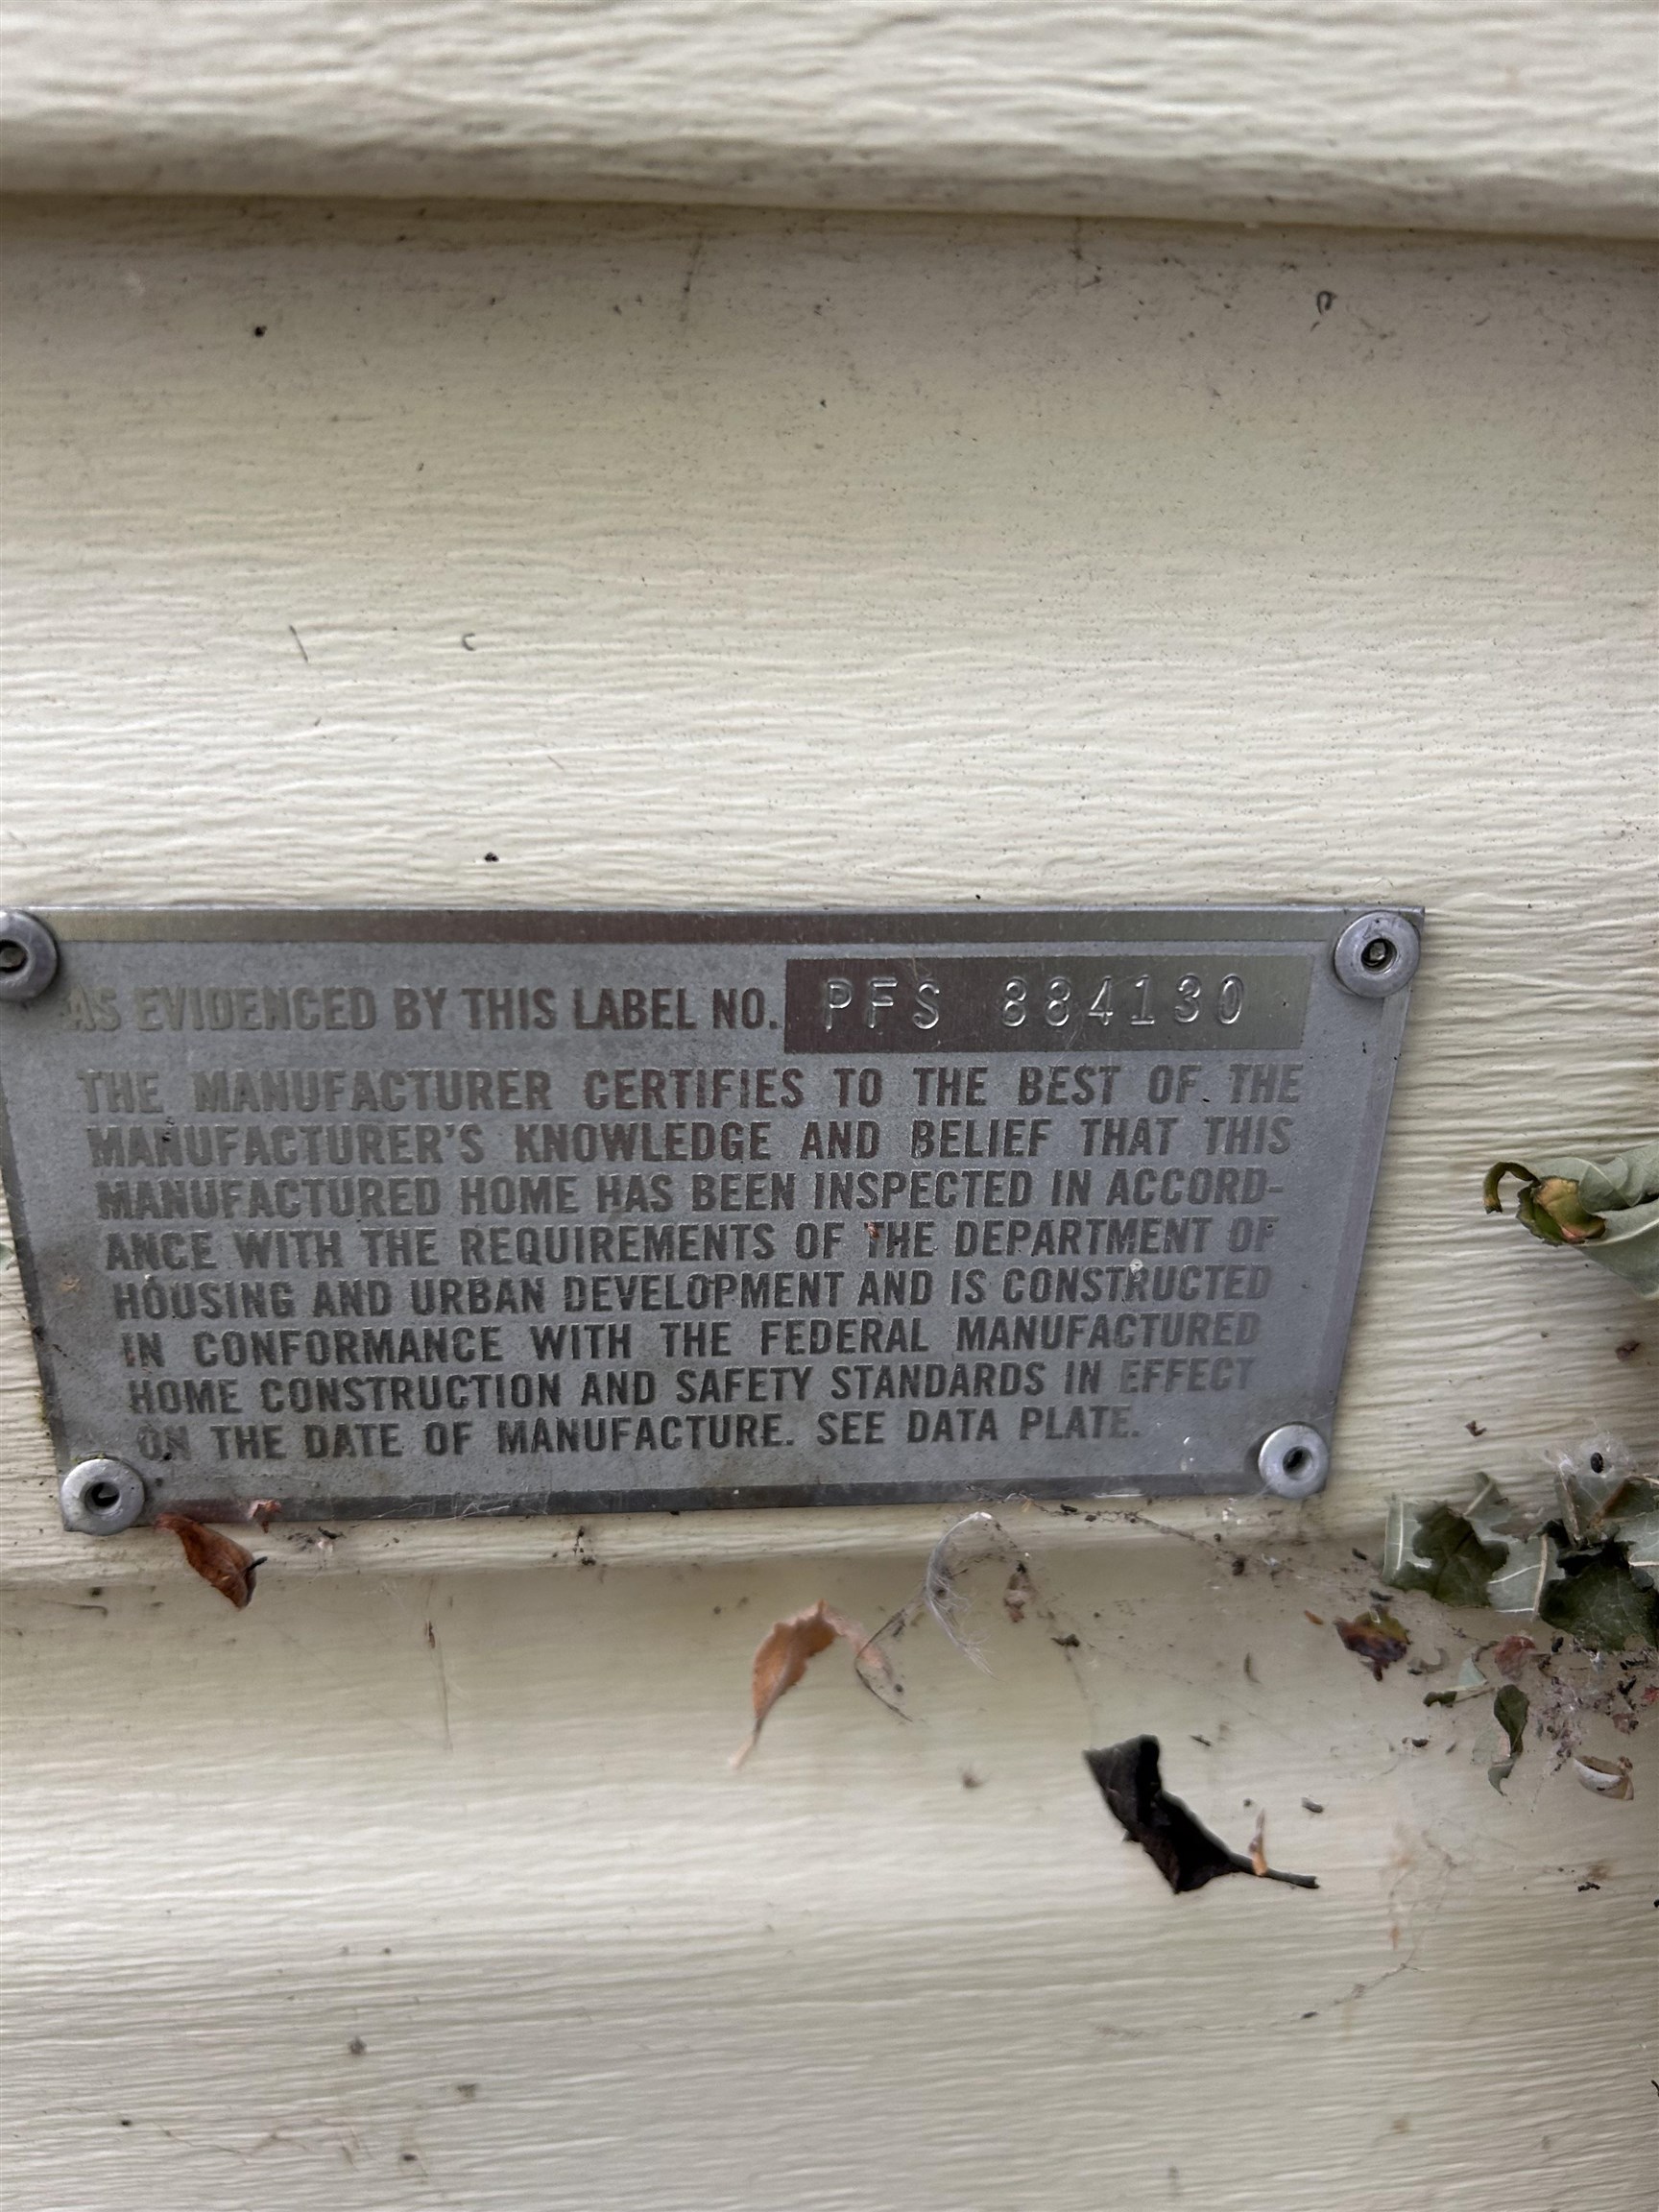 AS EVIDENCED BY THIS LABEL NO. PFS 884130
THE MANUFACTURER CERTIFIES TO THE BEST OF THE
MANUFACTURER'S KNOWLEDGE AND BELIEF THAT THIS
MANUFACTURED HOME HAS BEEN INSPECTED IN ACCORD-
ANCE WITH THE REQUIREMENTS OF THE DEPARTMENT OF
HOUSING AND URBAN DEVELOPMENT AND IS CONSTRUCTED
IN CONFORMANCE WITH THE FEDERAL MANUFACTURED
HOME CONSTRUCTION AND SAFETY STANDARDS IN EFFECT
ON THE DATE OF MANUFACTURE. SEE DATA PLATE.